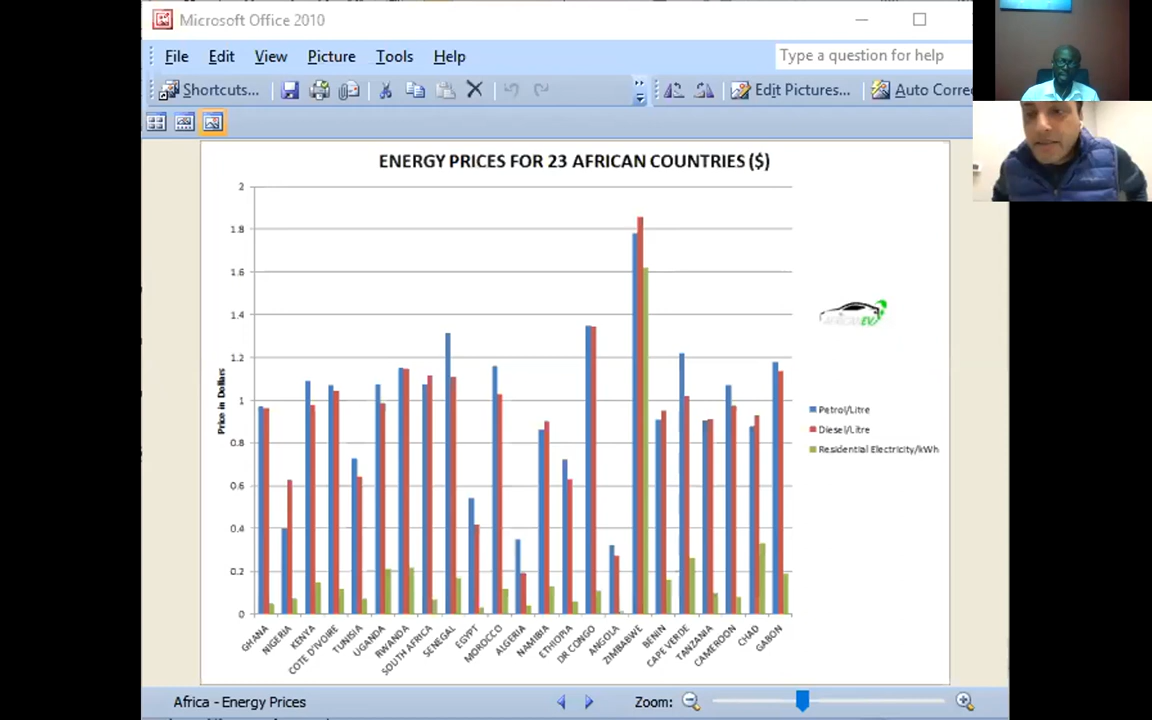 Microsoft Office 2010
File Edit View Picture Tools Help
Type a question for help
Shortcuts... Edit Pictures... Auto Correc
ENERGY PRICES FOR 23 AFRICAN COUNTRIES ($)
2
1.8
1.6
1.4
1.2
1
0.8
0.6
0.4
0.2
0
Price in Dollars
AFRICAN EV
Petrol/Litre
Diesel/Litre
Residential Electricity/kWh
GHANA
NIGERIA
KENYA
COTE D'IVOIRE
TUNISIA
UGANDA
RWANDA
SOUTH AFRICA
SENEGAL
EGYPT
MOROCCO
ALGERIA
NAMIBIA
ETHIOPIA
DR CONGO
ANGOLA
ZIMBABWE
BENIN
CAPE VERDE
TANZANIA
CAMEROON
CHAD
GABON
Africa - Energy Prices
Zoom: